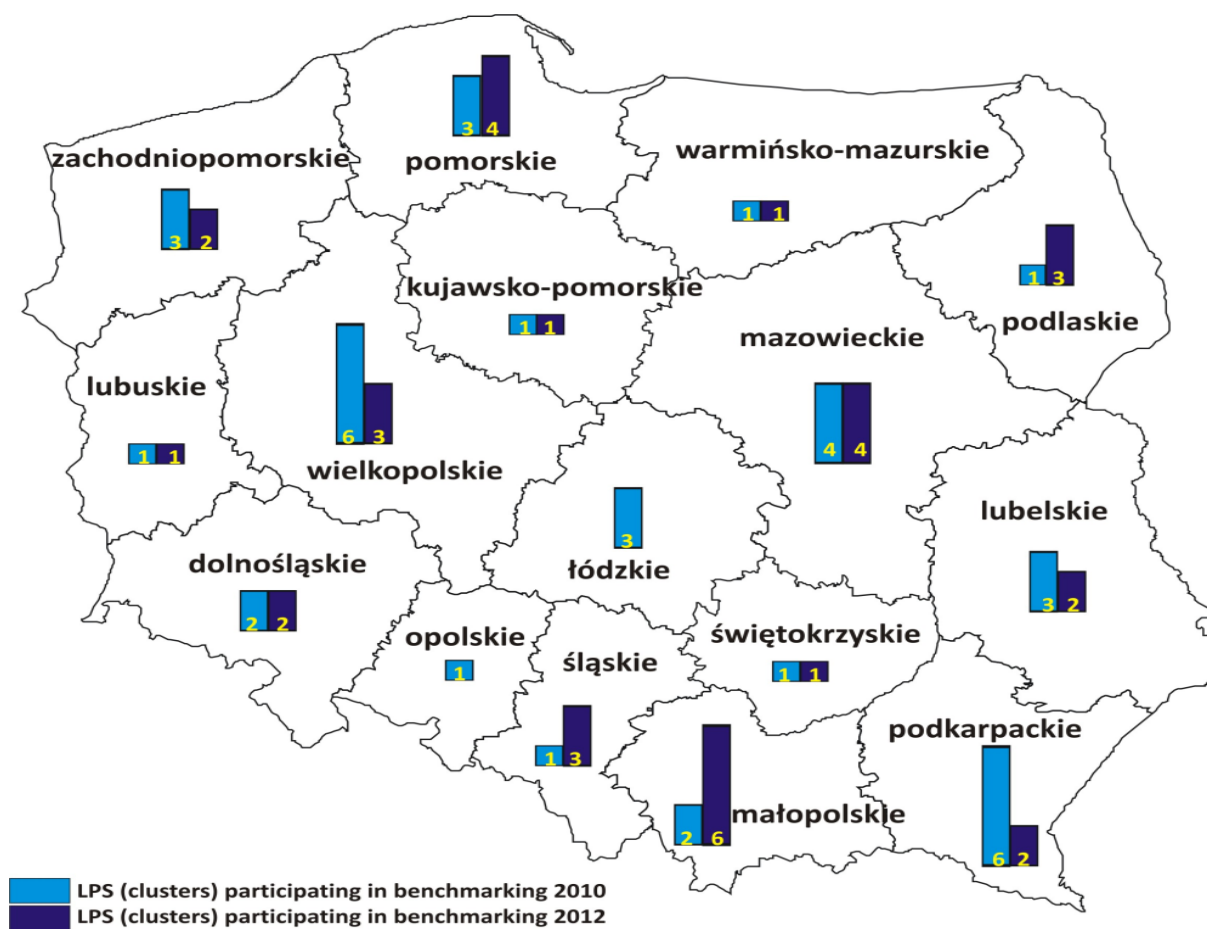 3 4
zachodniopomorskie
pomorskie
warmińsko-mazurskie
3 2
1 1
1 3
kujawsko-pomorskie
1 1
podlaskie
mazowieckie
lubuskie
1 1
6 3
wielkopolskie
4 4
3
łódzkie
lubelskie
3 2
dolnośląskie
2 2
opolskie
1
śląskie
1 3
świętokrzyskie
1 1
podkarpackie
6 2
małopolskie
2 6
LPS (clusters) participating in benchmarking 2010
LPS (clusters) participating in benchmarking 2012